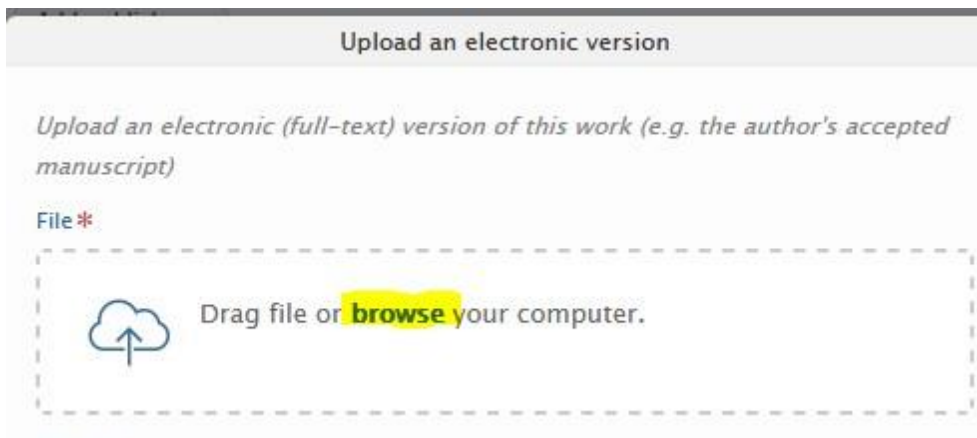 Upload an electronic version
Upload an electronic (full-text) version of this work (e.g. the author's accepted
manuscript)
File*
Drag file or browse your computer.